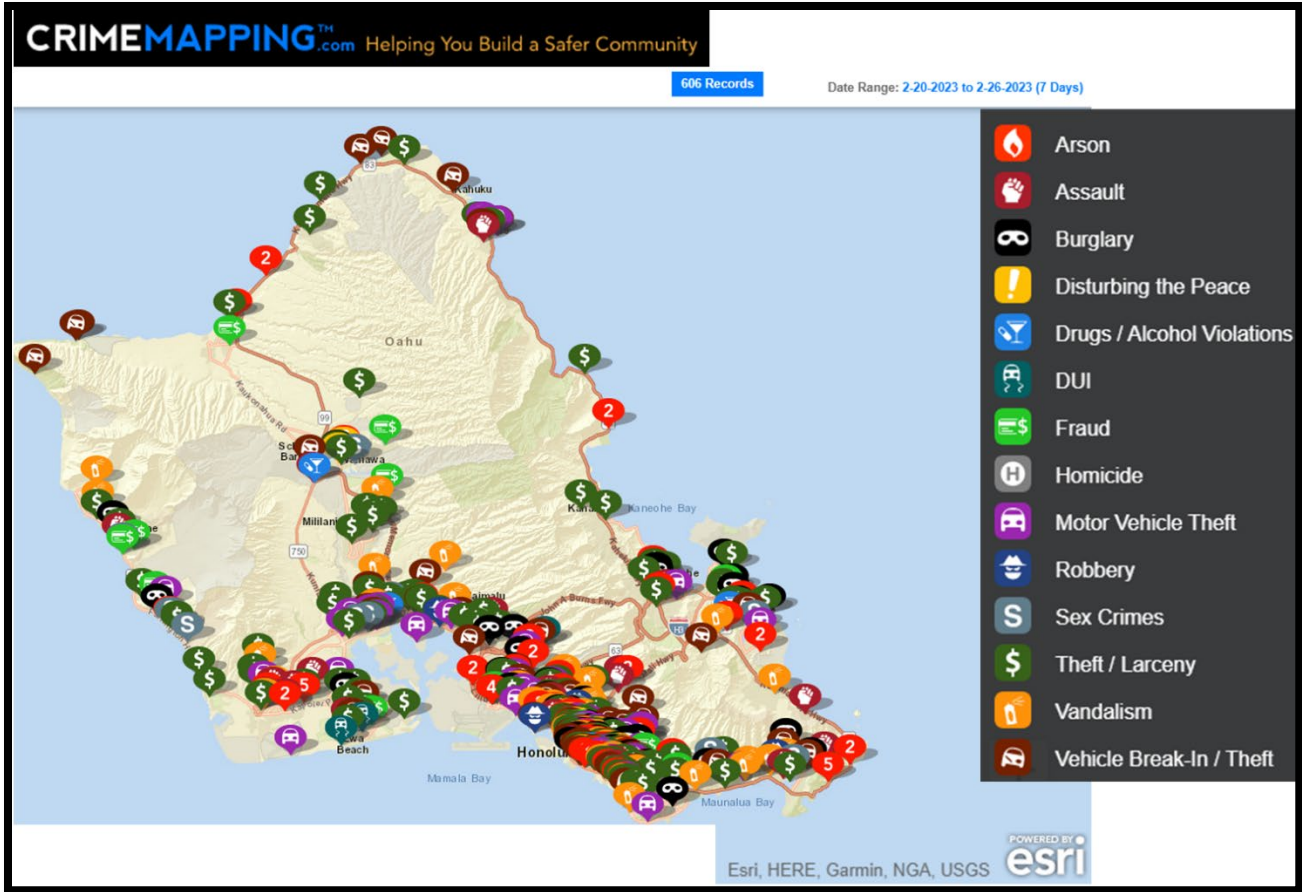 CRIMEMAPPING™.com Helping You Build a Safer Community
606 Records
Date Range: 2-20-2023 to 2-26-2023 (7 Days)
Arson
Assault
Burglary
Disturbing the Peace
Drugs / Alcohol Violations
DUI
Fraud
H
Homicide
Motor Vehicle Theft
Robbery
S
Sex Crimes
$
Theft / Larceny
Vandalism
Vehicle Break-In / Theft
83
Hwy
Kahuku
2
Oahu
Kaukonahua Rd
99
2
Mililani
750
Kaneohe Bay
S
John A Burns Fwy
H3
63
2
2
2
4
5
2
2
5
Beach
Honolu
Mamala Bay
Maunalua Bay
POWERED BY
esri
Esri, HERE, Garmin, NGA, USGS